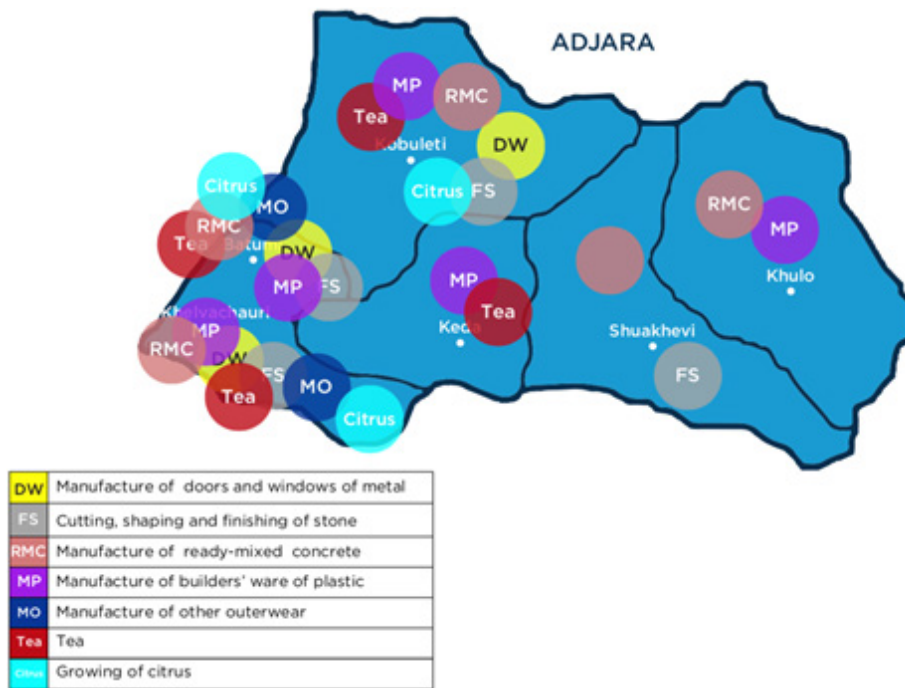 ADJARA
MP
RMC
Tea
DW
Kobuleti
Citrus
FS
Citrus
MO
RMC
Tea
Batumi
DW
MP
FS
RMC
MP
Khulo
MP
Tea
Keda
Shuakhevi
FS
Khelvachauri
MP
RMC
DW
FS
Tea
MO
Citrus
DW Manufacture of doors and windows of metal
FS Cutting, shaping and finishing of stone
RMC Manufacture of ready-mixed concrete
MP Manufacture of builders' ware of plastic
MO Manufacture of other outerwear
Tea Tea
Citrus Growing of citrus